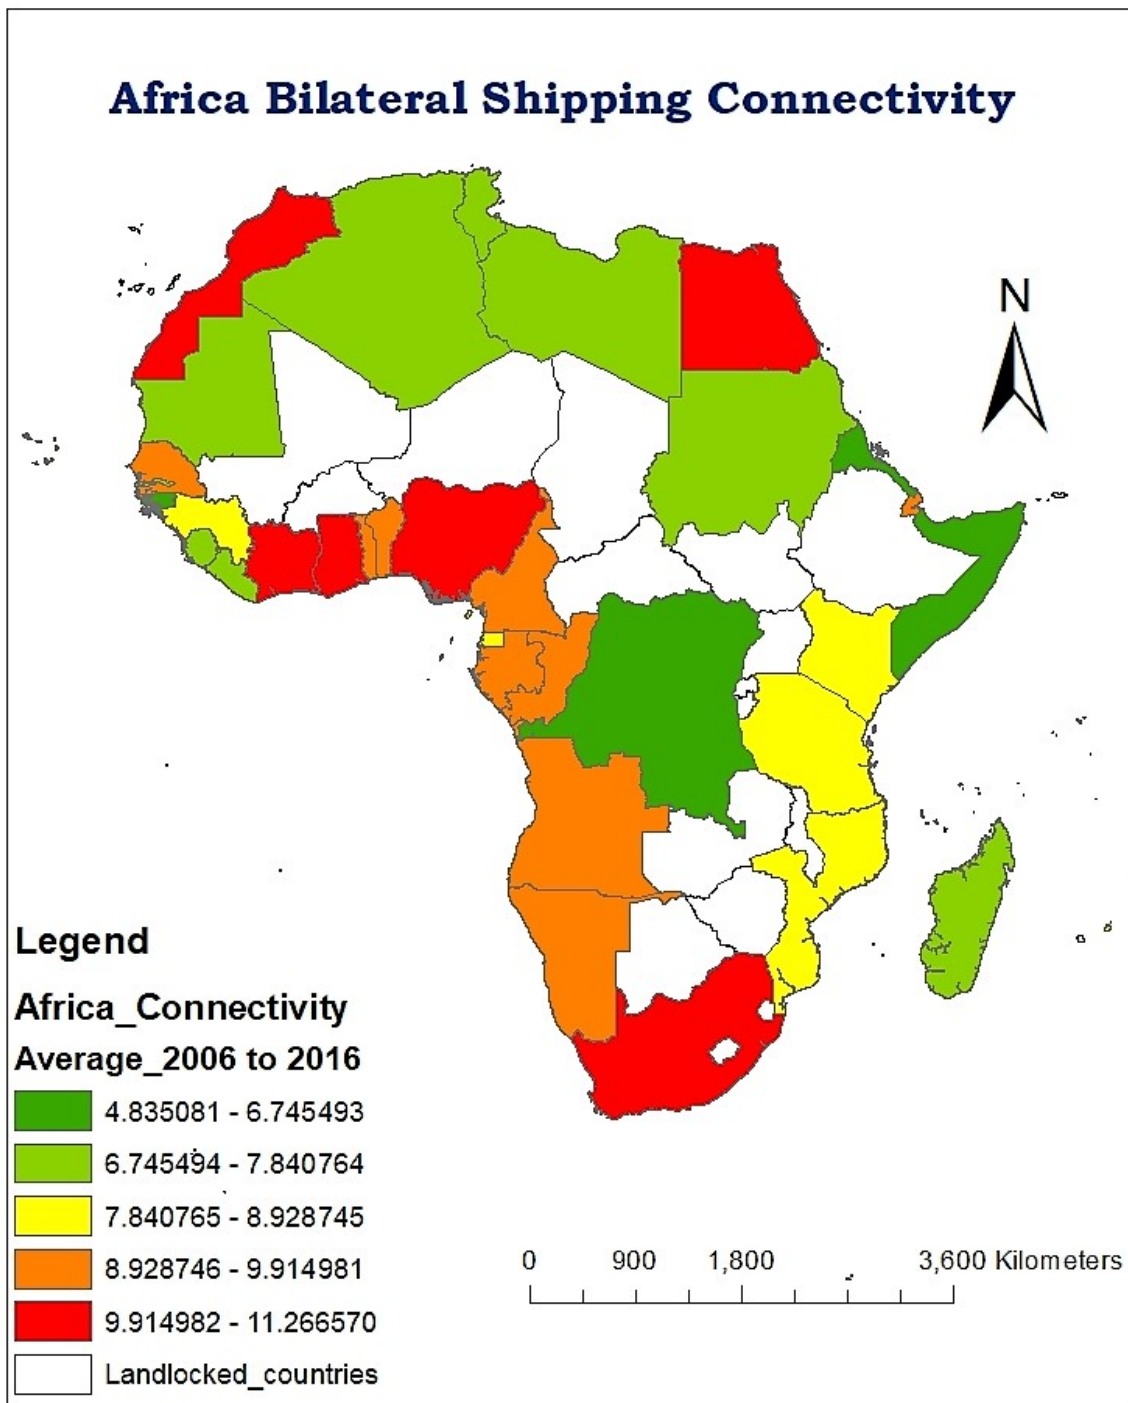 Africa Bilateral Shipping Connectivity
N
Legend
Africa_Connectivity
Average_2006 to 2016
4.835081 - 6.745493
6.745494 - 7.840764
7.840765 - 8.928745
8.928746 - 9.914981
9.914982 - 11.266570
Landlocked_countries
0 900 1,800 3,600 Kilometers